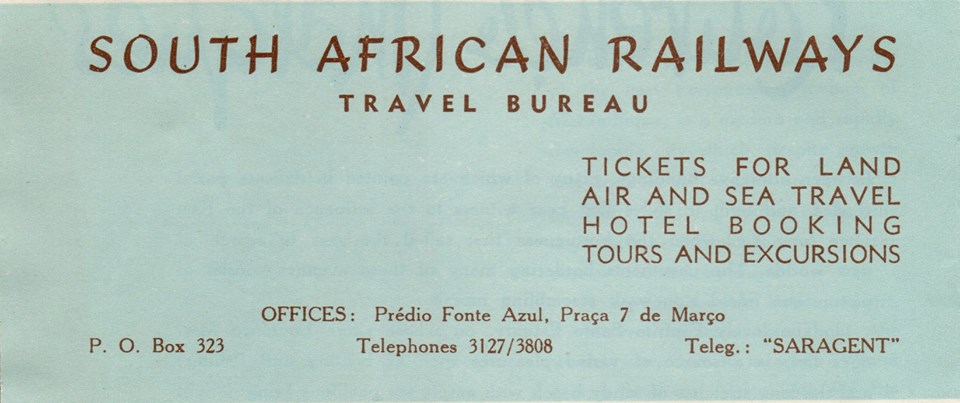 SOUTH AFRICAN RAILWAYS
TRAVEL BUREAU
TICKETS FOR LAND
AIR AND SEA TRAVEL
HOTEL BOOKING
TOURS AND EXCURSIONS
OFFICES: Prédio Fonte Azul, Praça 7 de Março
P. O. Box 323 Telephones 3127/3808 Teleg.: "SARAGENT"